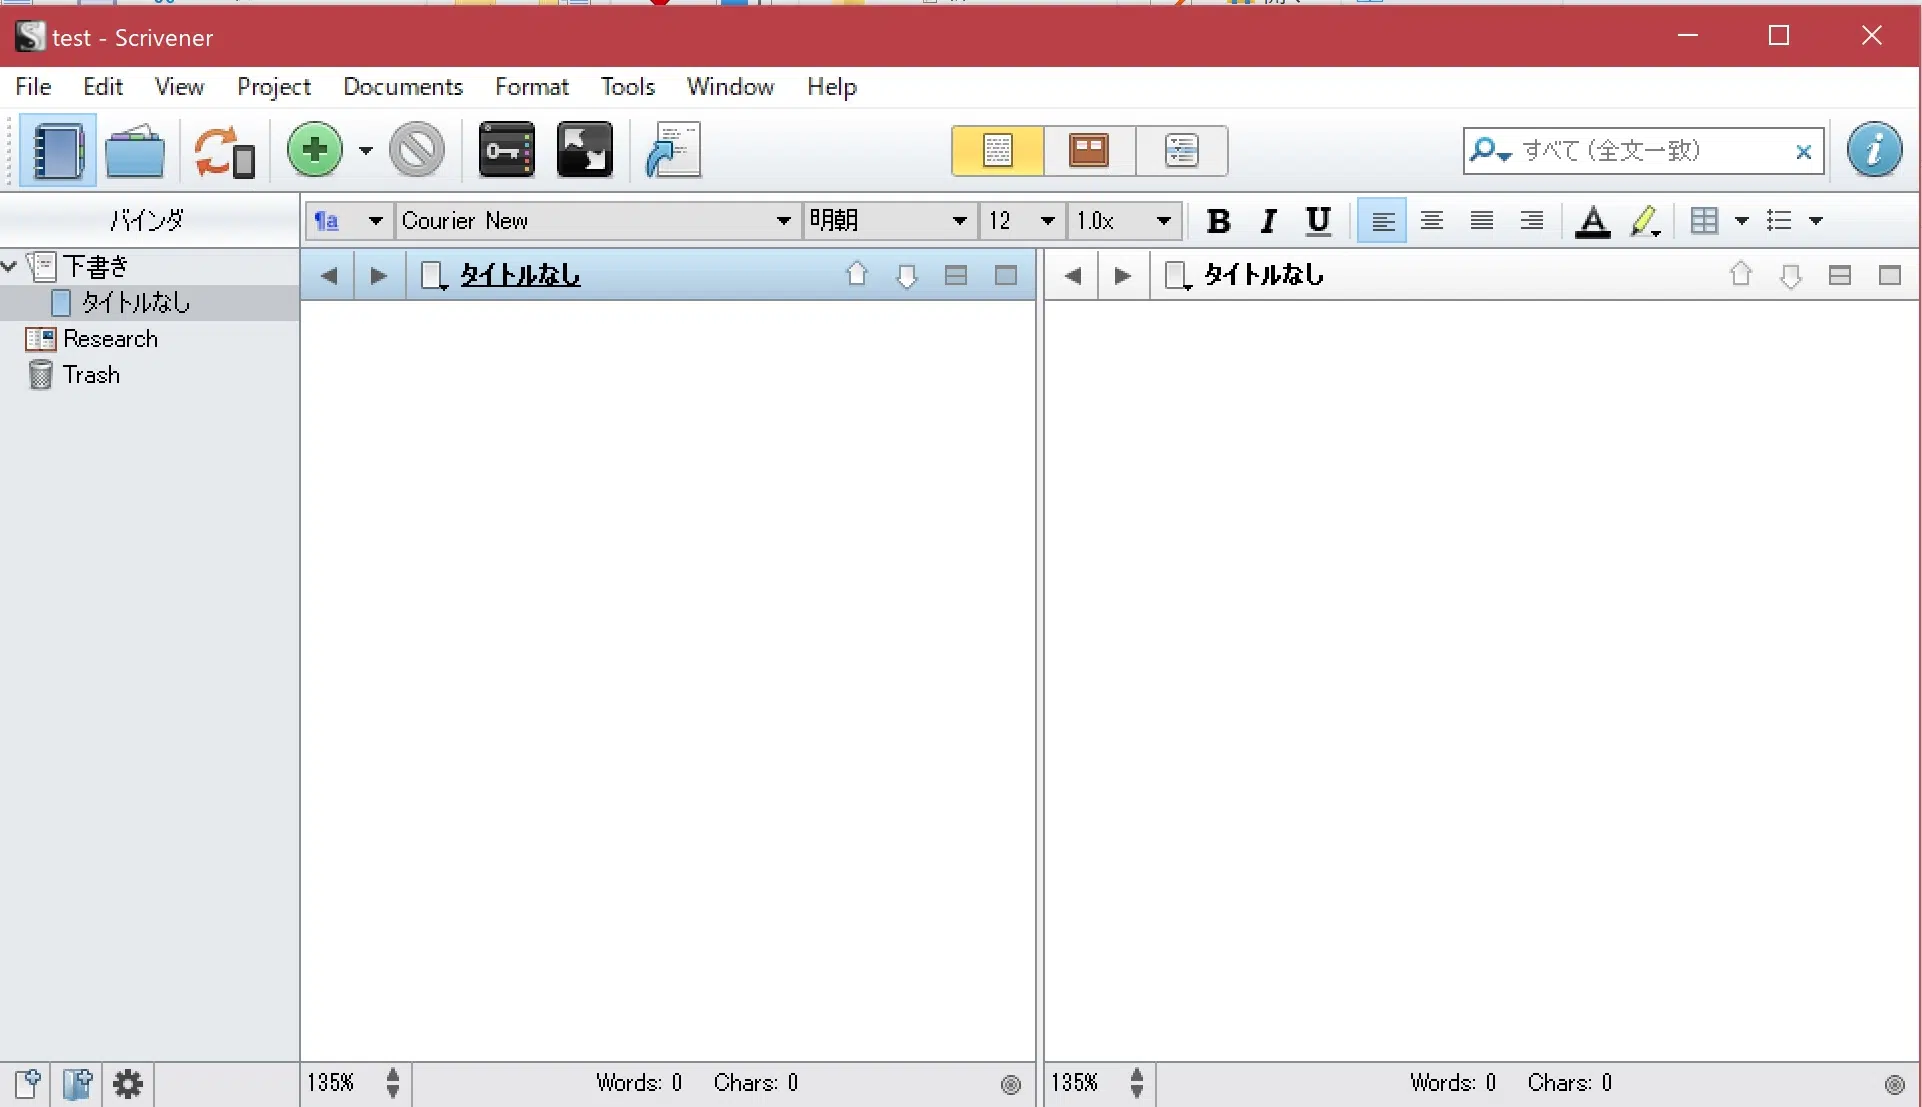 test - Scrivener
File Edit View Project Documents Format Tools Window Help
すべて (全文一致)
バインダ
Courier New 明朝 12 1.0x B I U A
下書き
タイトルなし
Research
Trash
タイトルなし
タイトルなし
135% Words: 0 Chars: 0
135% Words: 0 Chars: 0